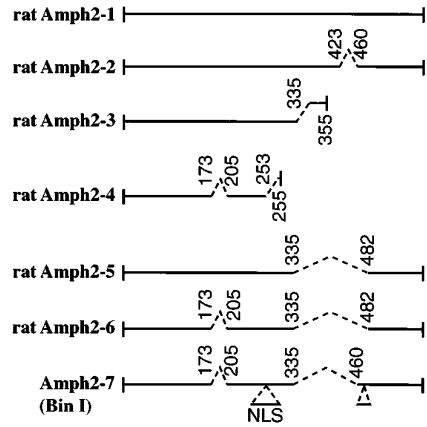 rat Amph2-1
423 460
rat Amph2-2
335
rat Amph2-3
355
173 205 253
rat Amph2-4
255
335 482
rat Amph2-5
173 205 335 482
rat Amph2-6
173 205 335 460
Amph2-7
(Bin I)
NLS